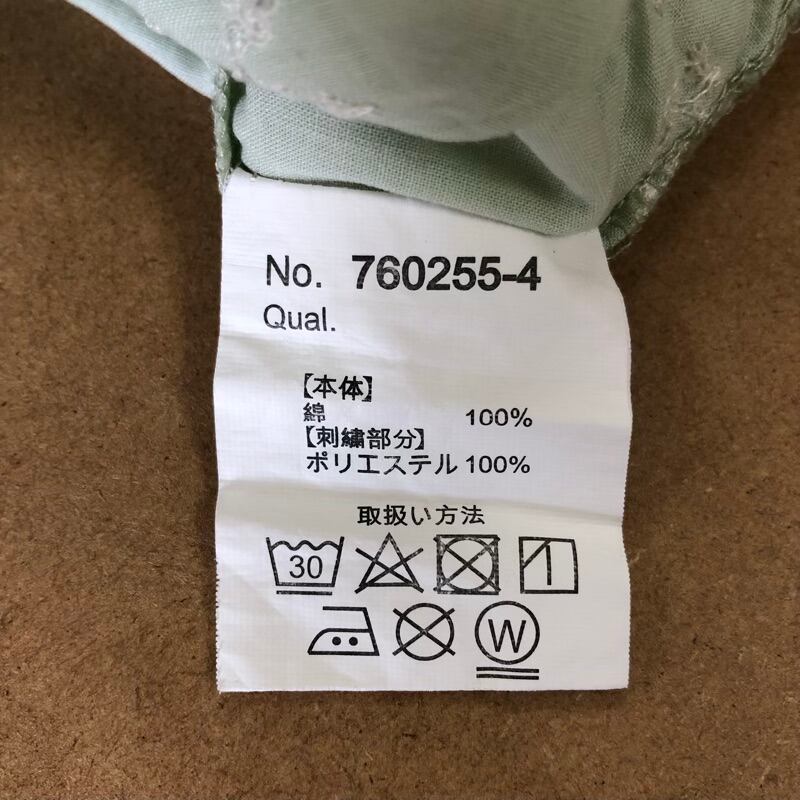 No. 760255-4
Qual.
【本体】
綿 100%
【刺繍部分】
ポリエステル 100%
取扱い方法
30
W